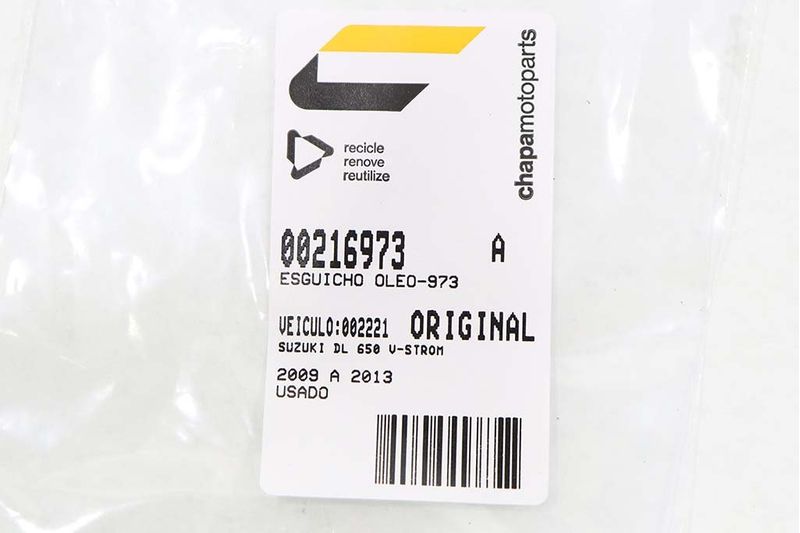 chapamotoparts
recicle
renove
reutilize
00216973 A
ESGUICHO OLEO-973
VEICULO:002221 ORIGINAL
SUZUKI DL 650 V-STROM
2009 A 2013
USADO